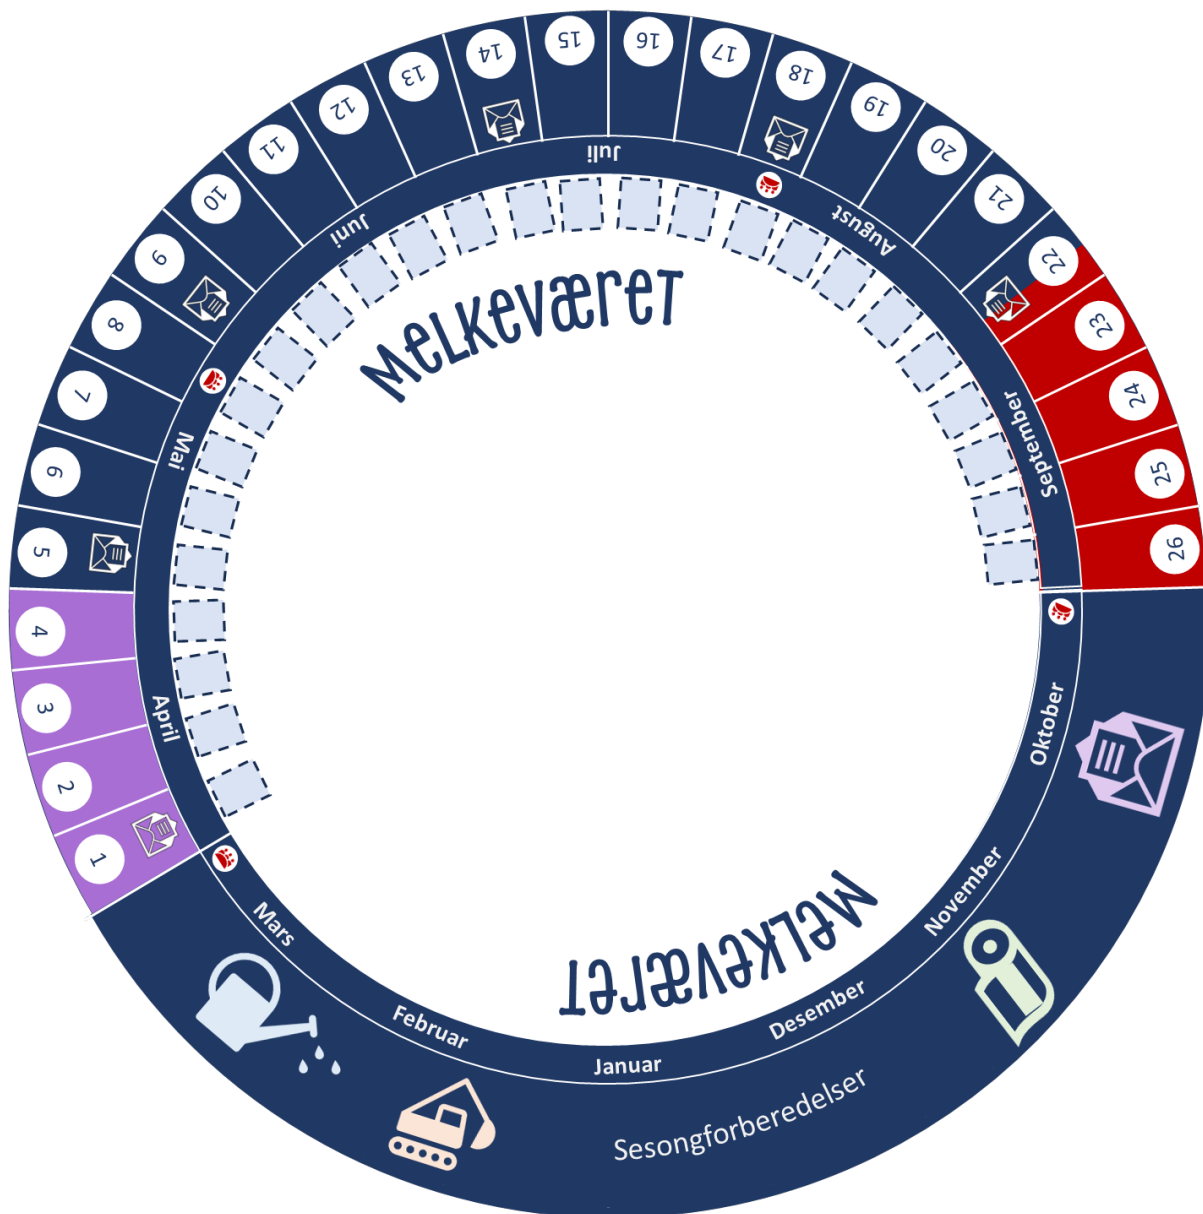 1
2
3
4
5
6
7
8
9
10
11
12
13
14
15
16
17
18
19
20
21
22
23
24
25
26
April
Mai
Juni
Juli
August
September
Oktober
November
Desember
Januar
Februar
Mars
Melkeværet
Melkeværet
Sesongforberedelser